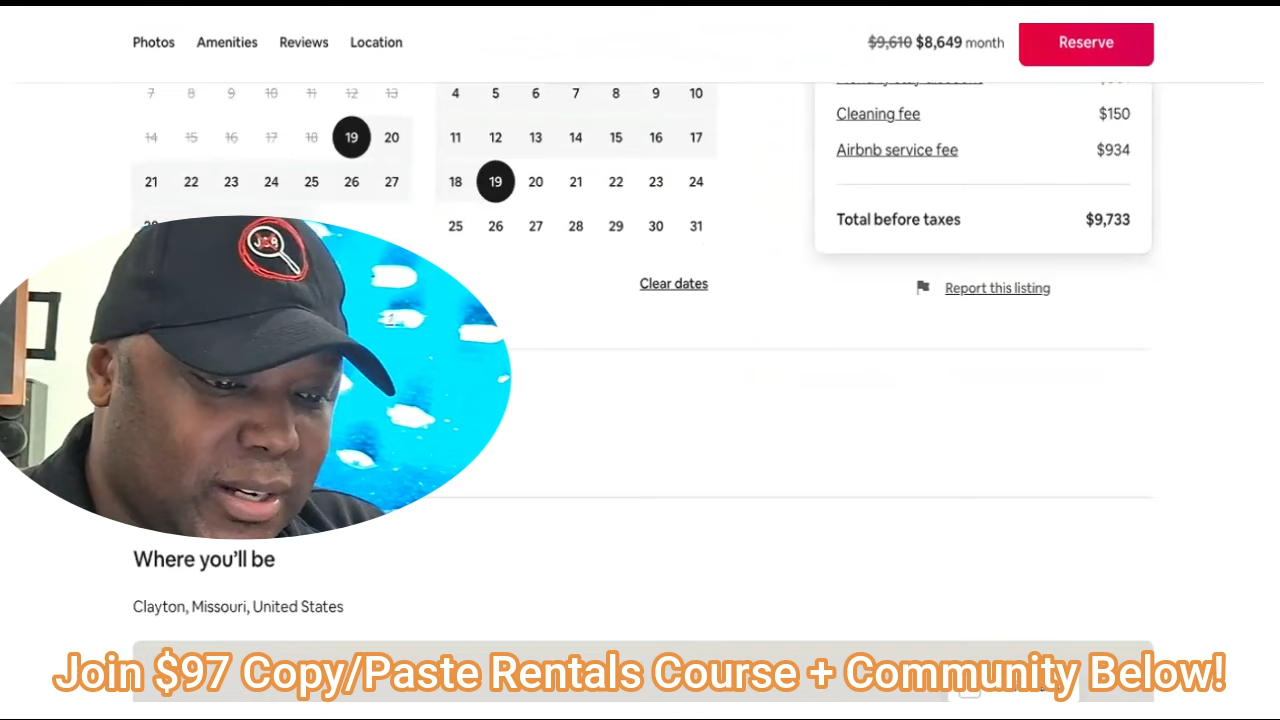 Photos Amenities Reviews Location $9,610 $8,649 month Reserve
7 8 9 10 11 12 13 4 5 6 7 8 9 10
Cleaning fee $150
14 15 16 17 18 19 20 11 12 13 14 15 16 17
Airbnb service fee $934
21 22 23 24 25 26 27 18 19 20 21 22 23 24
Total before taxes $9,733
25 26 27 28 29 30 31
JCR
Clear dates
Report this listing
Where you'll be
Clayton, Missouri, United States
Join $97 Copy/Paste Rentals Course + Community Below!